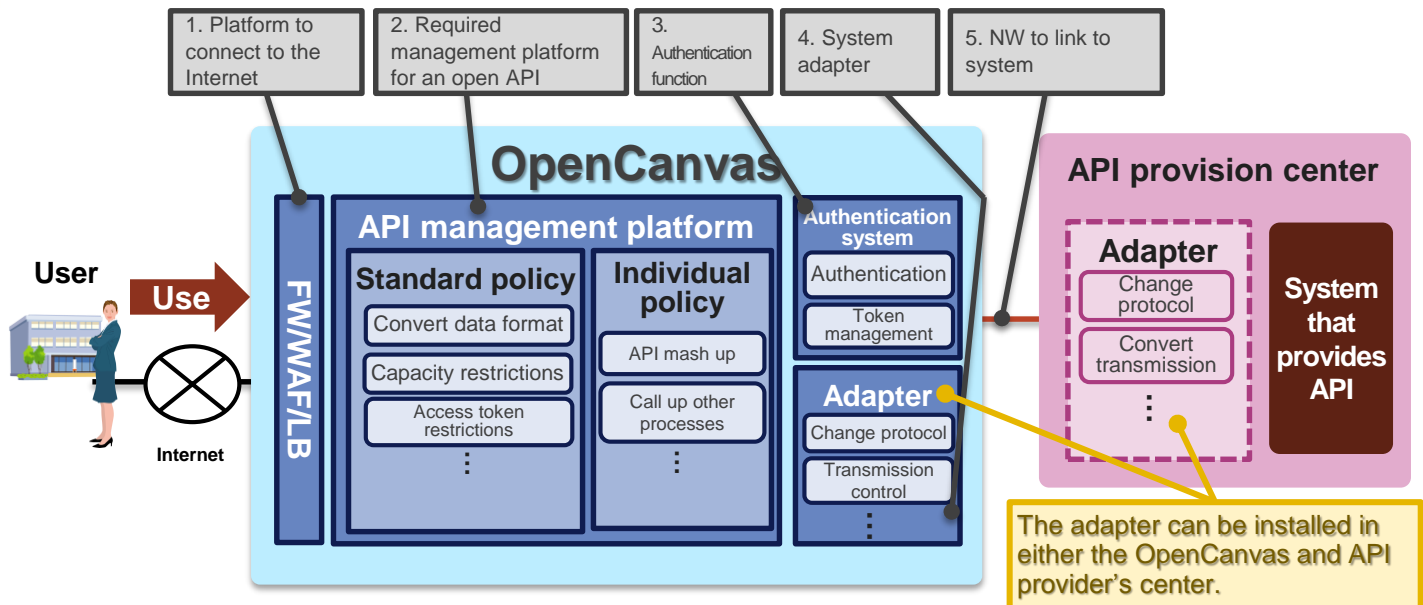 1. Platform to
connect to the
Internet
2. Required
management platform
for an open API
3.
Authentication
function
4. System
adapter
5. NW to link to
system
OpenCanvas
API provision center
User
Use
Internet
FW/WAF/LB
API management platform
Standard policy
Convert data format
Capacity restrictions
Access token
restrictions
⋮
Individual
policy
API mash up
Call up other
processes
⋮
Authentication
system
Authentication
Token
management
Adapter
Change protocol
Transmission
control
⋮
Adapter
Change
protocol
Convert
transmission
⋮
System
that
provides
API
The adapter can be installed in
either the OpenCanvas and API
provider's center.